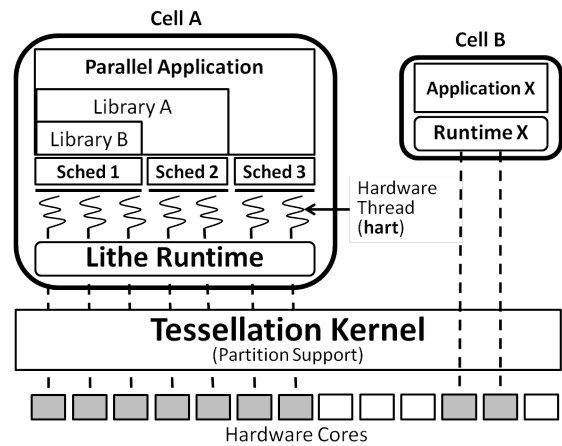 Cell A
Parallel Application
Library A
Library B
Sched 1
Sched 2
Sched 3
Lithe Runtime
Hardware
Thread
(hart)
Cell B
Application X
Runtime X
Tessellation Kernel
(Partition Support)
Hardware Cores